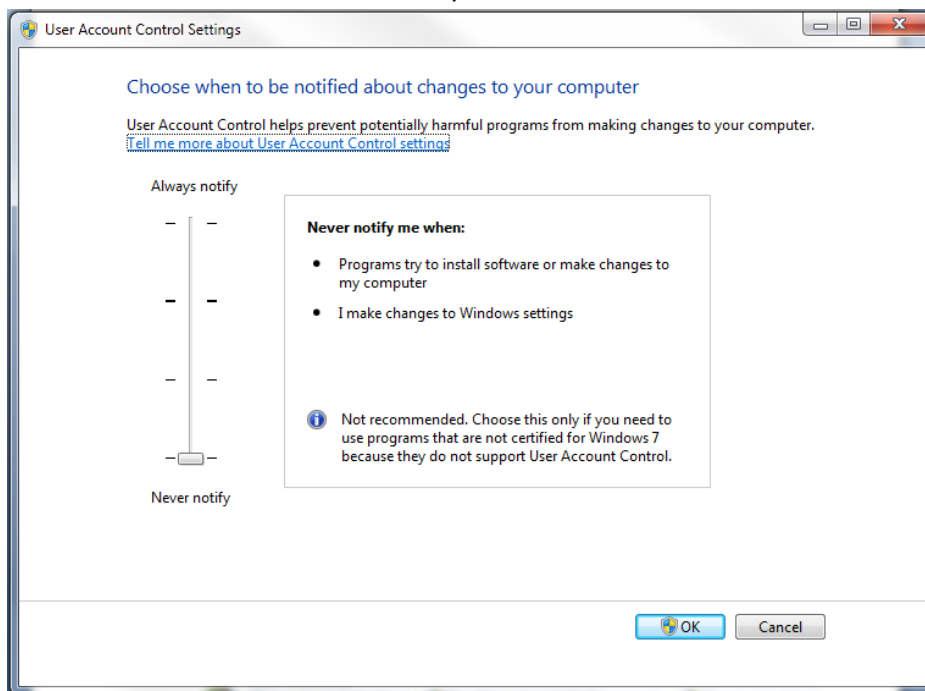 User Account Control Settings
Choose when to be notified about changes to your computer
User Account Control helps prevent potentially harmful programs from making changes to your computer.
Tell me more about User Account Control settings
Always notify
Never notify me when:
• Programs try to install software or make changes to
my computer
• I make changes to Windows settings
Not recommended. Choose this only if you need to
use programs that are not certified for Windows 7
because they do not support User Account Control.
Never notify
OK
Cancel